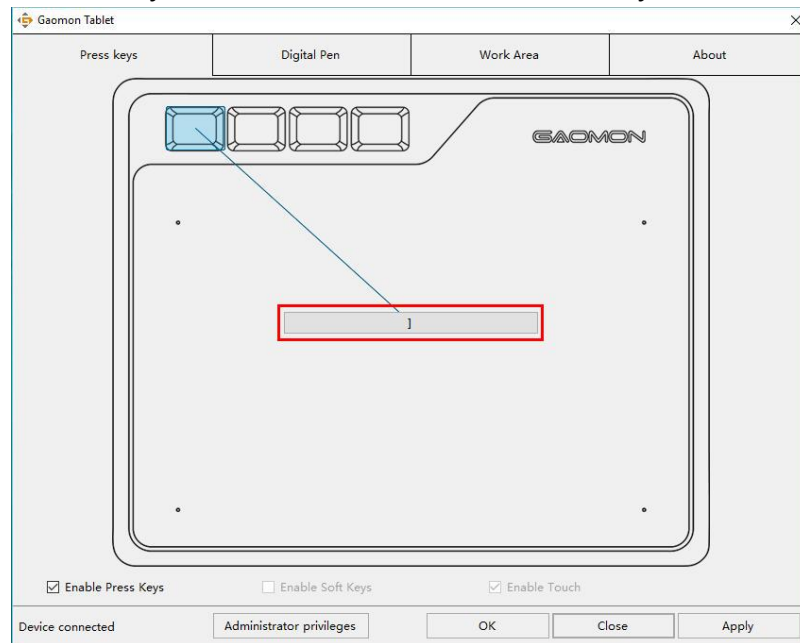 Gaomon Tablet
Press keys Digital Pen Work Area About
GAOMON
]
Enable Press Keys Enable Soft Keys Enable Touch
Device connected Administrator privileges OK Close Apply